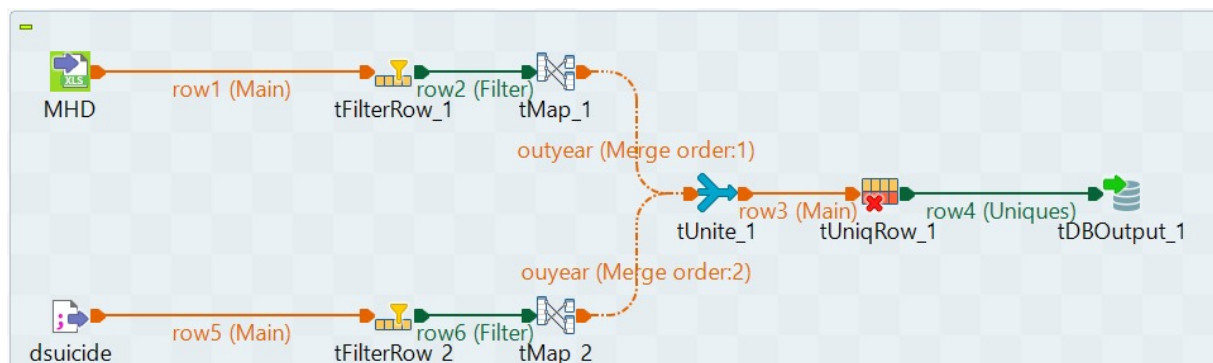 XLS
row1 (Main)
row2 (Filter)
MHD
tFilterRow_1
tMap_1
outyear (Merge order:1)
row3 (Main)
row4 (Uniques)
tUnite_1
tUniqRow_1
tDBOutput_1
ouyear (Merge order:2)
row5 (Main)
row6 (Filter)
dsuicide
tFilterRow_2
tMap_2